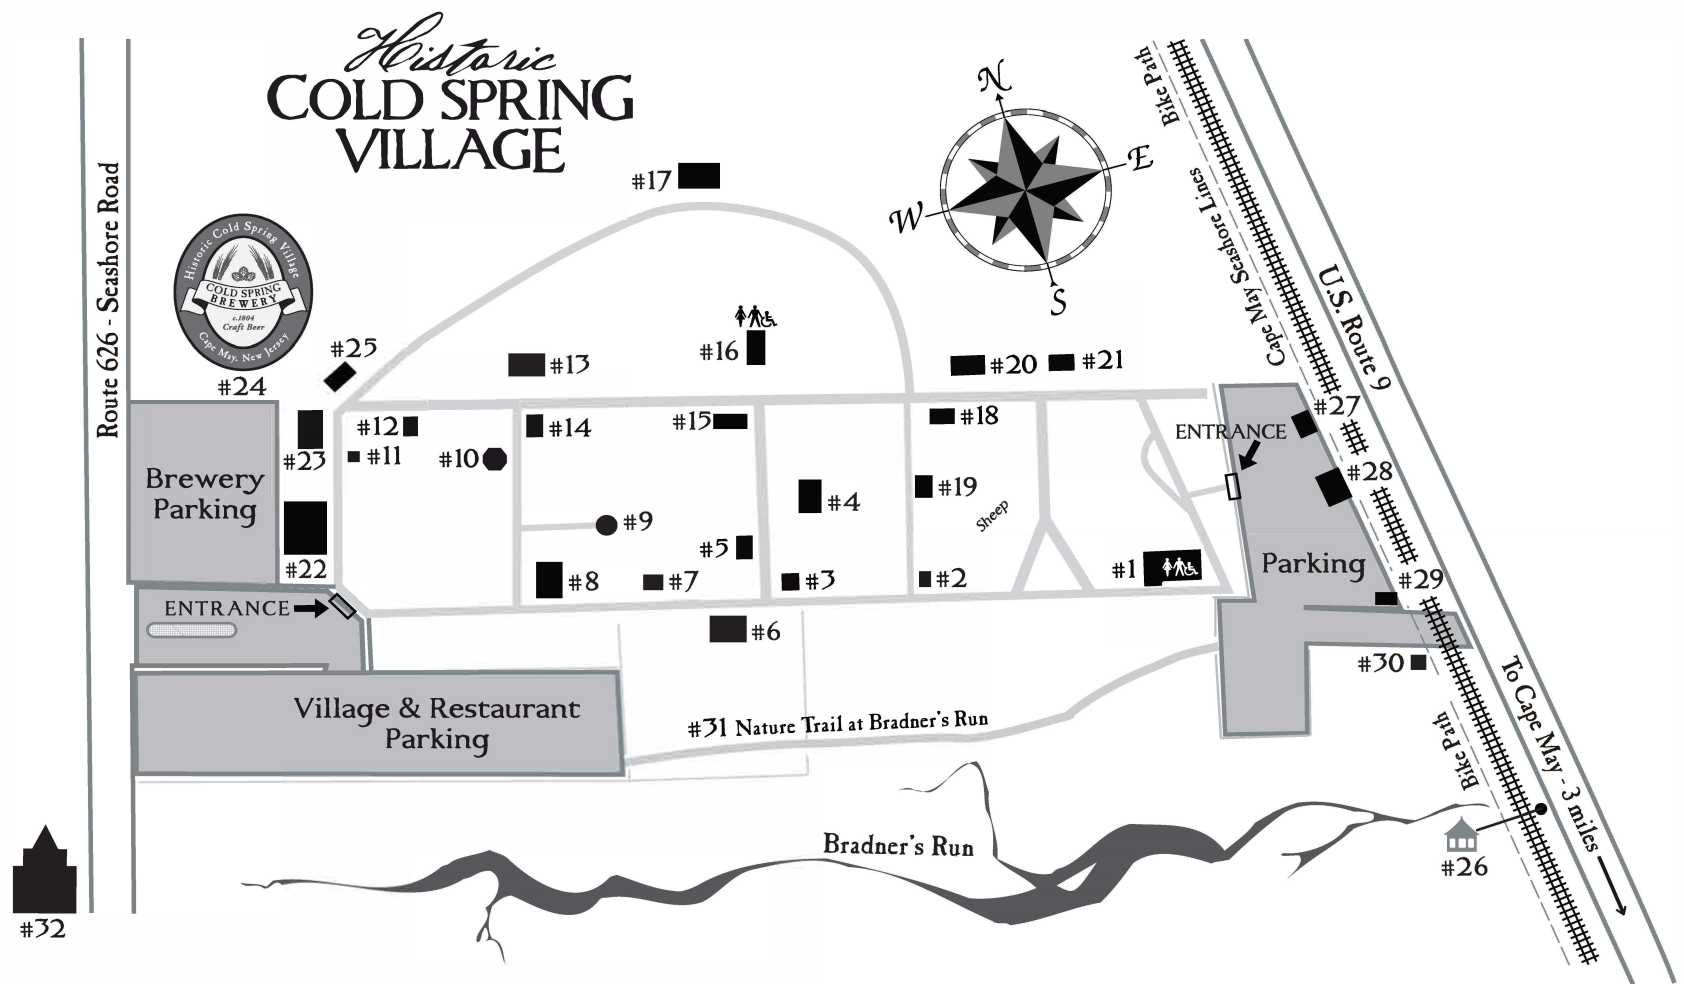 Historic
COLD SPRING
VILLAGE
N
E
S
W
Bike Path
Cape May Seashore Lines
U.S. Route 9
Route 626 - Seashore Road
Historic Cold Spring Village
COLD SPRING
BREWERY
c.1804
Craft Beer
Cape May, New Jersey
#24
#17
#25
#13
#16
#20
#21
#12
#11
#10
#14
#15
#18
#27
ENTRANCE
#23
#28
Brewery
Parking
#4
#19
Sheep
#9
#5
#22
#8
#7
#3
#2
#1
Parking
#29
ENTRANCE
#6
#30
Village & Restaurant
Parking
#31 Nature Trail at Bradner's Run
Bike Path
To Cape May - 3 miles
Bradner's Run
#26
#32